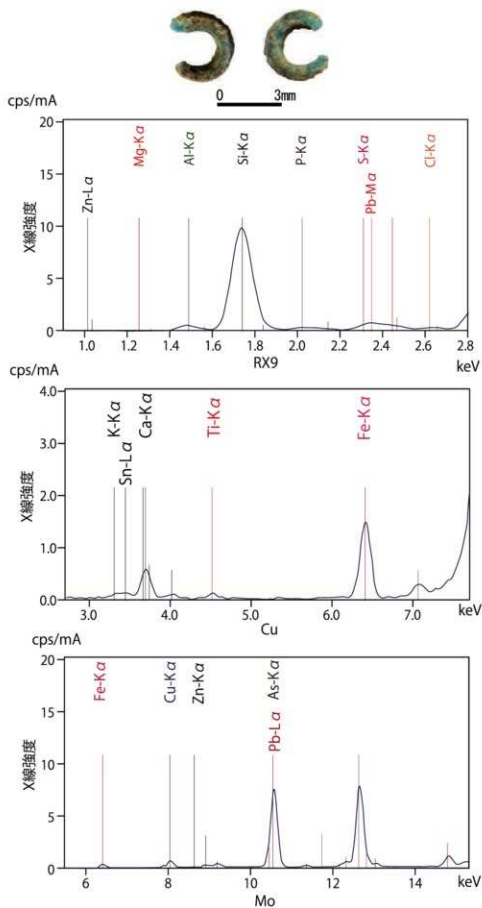 0 3mm
cps/mA
20
15
10
5
0
X線強度
Zn-Lα
Mg-Kα
Al-Kα
Si-Kα
P-Kα
S-Kα
Pb-Mα
Cl-Kα
1.0 1.2 1.4 1.6 1.8 2.0 2.2 2.4 2.6 2.8
RX9 keV
cps/mA
4.0
3.0
2.0
1.0
0.0
X線強度
K-Kα
Sn-Lα
Ca-Kα
Ti-Kα
Fe-Kα
3.0 4.0 5.0 6.0 7.0 keV
Cu
cps/mA
20
15
10
5
0
X線強度
Fe-Kα
Cu-Kα
Zn-Kα
Pb-Lα
As-Kα
6 8 10 12 14 keV
Mo